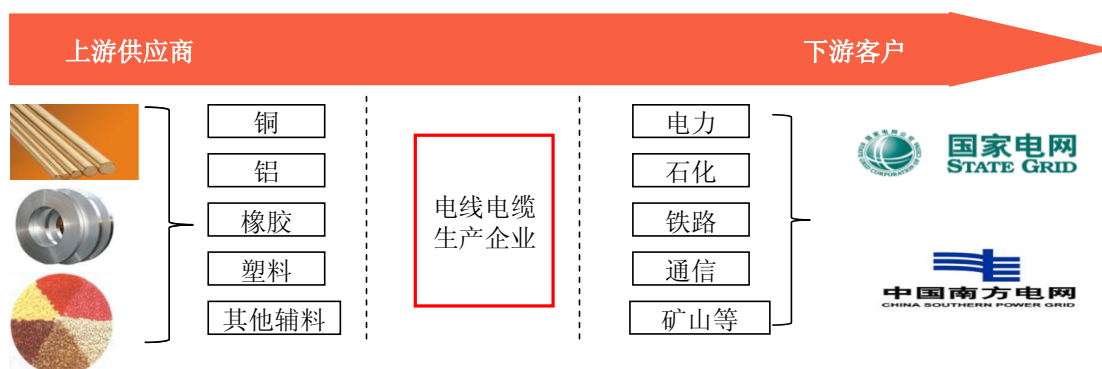 上游供应商
下游客户
铜
铝
橡胶
塑料
其他辅料
电线电缆
生产企业
电力
石化
铁路
通信
矿山等
国家电网
STATE GRID
中国南方电网
CHINA SOUTHERN POWER GRID